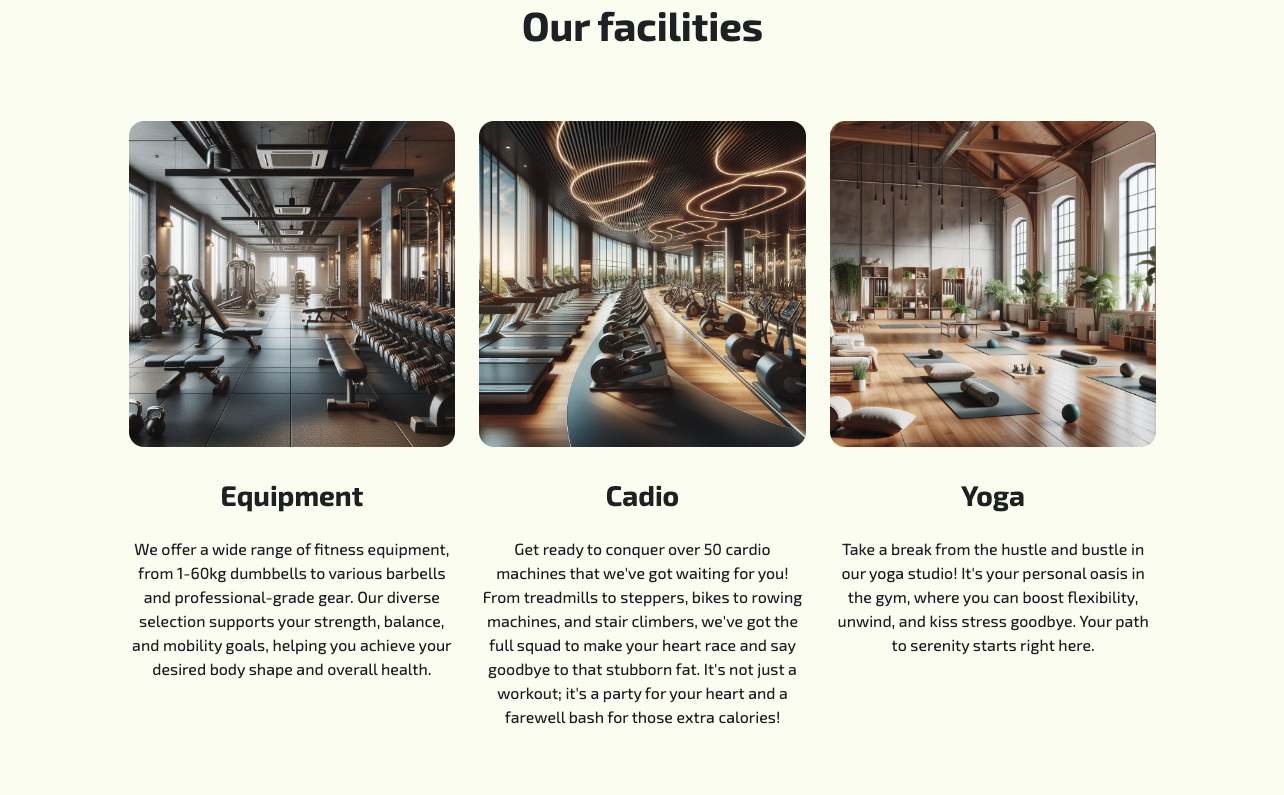 Our facilities
Equipment
We offer a wide range of fitness equipment,
from 1-60kg dumbbells to various barbells
and professional-grade gear. Our diverse
selection supports your strength, balance,
and mobility goals, helping you achieve your
desired body shape and overall health.
Cadio
Get ready to conquer over 50 cardio
machines that we've got waiting for you!
From treadmills to steppers, bikes to rowing
machines, and stair climbers, we've got the
full squad to make your heart race and say
goodbye to that stubborn fat. It's not just a
workout; it's a party for your heart and a
farewell bash for those extra calories!
Yoga
Take a break from the hustle and bustle in
our yoga studio! It's your personal oasis in
the gym, where you can boost flexibility,
unwind, and kiss stress goodbye. Your path
to serenity starts right here.